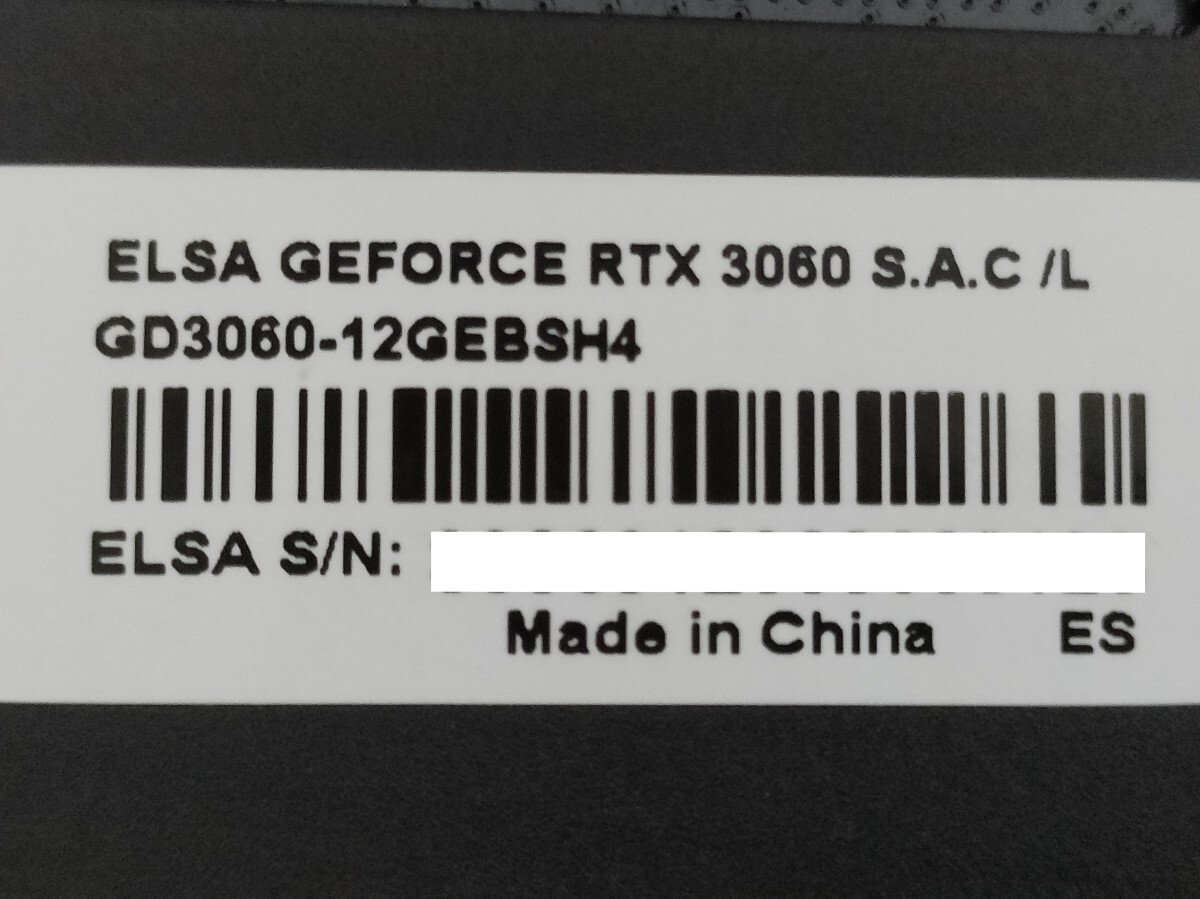 ELSA GEFORCE RTX 3060 S.A.C /L
GD3060-12GEBSH4
ELSA S/N:
Made in China ES